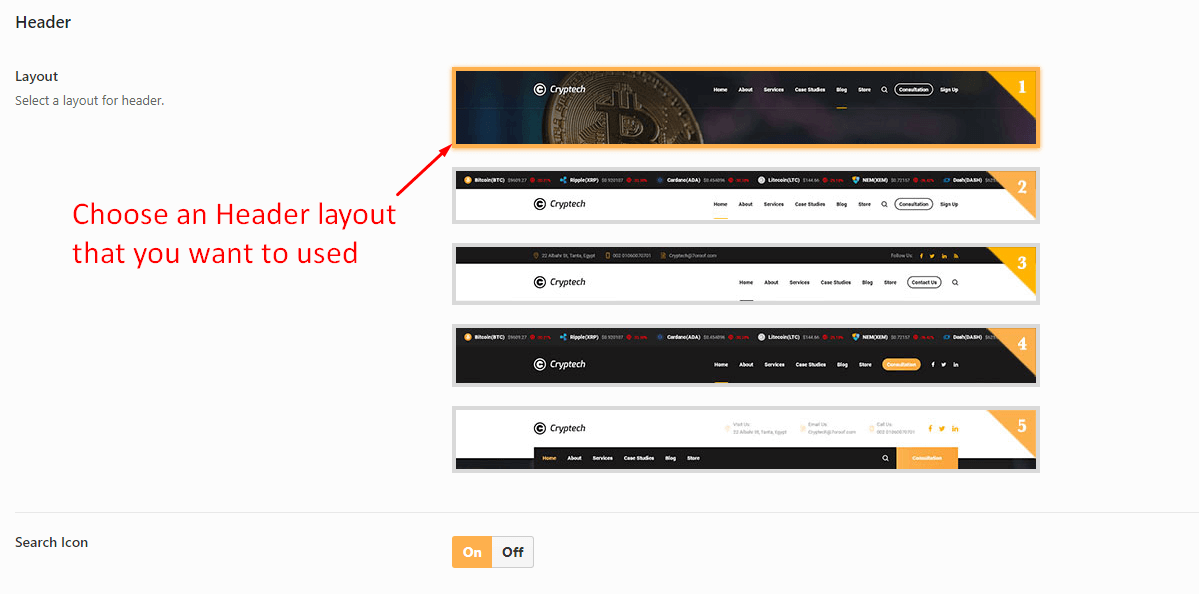 Header
Layout
Select a layout for header.
Choose an Header layout
that you want to used
Cryptech Home About Services Case Studies Blog Store Consultation Sign Up 1
Bitcoin(BTC) Ripple(XRP) $0.920107 Cardano(ADA) $0.454896 Litecoin(LTC) $144.66 NEM(XEM) $0.72157 Dash(DASH) 2
Cryptech Home About Services Case Studies Blog Store Consultation Sign Up
22 Albahr St, Tanta, Egypt 002 01060070701 Cryptech@7oroof.com Follow Us: 3
Cryptech Home About Services Case Studies Blog Store Contact Us
Bitcoin(BTC) Ripple(XRP) $0.920107 Cardano(ADA) $0.454896 Litecoin(LTC) $144.66 NEM(XEM) $0.72157 Dash(DASH) 4
Cryptech Home About Services Case Studies Blog Store Consultation
Visit Us: Email Us: Call Us: 5
Cryptech 22 Albahr St, Tanta, Egypt Cryptech@7oroof.com 002 01060070701
Home About Services Case Studies Blog Store Consultation
Search Icon
On Off